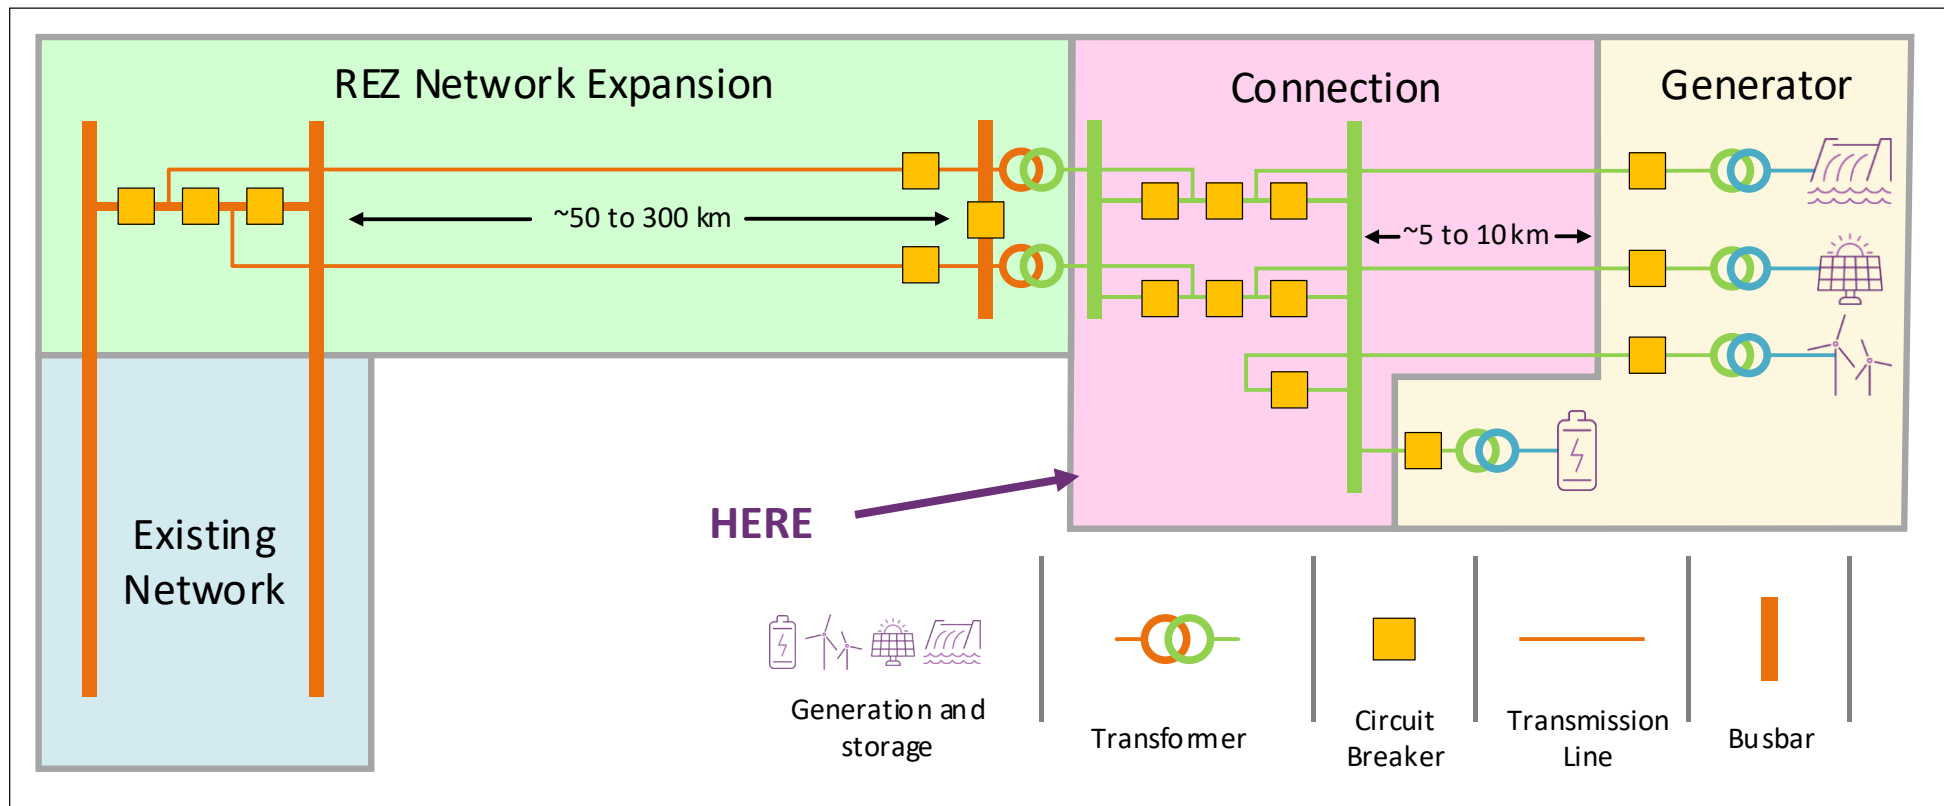 REZ Network Expansion
Connection
Generator
~50 to 300 km
~5 to 10 km
HERE
Existing
Network
Generation and
storage
Transformer
Circuit
Breaker
Transmission
Line
Busbar